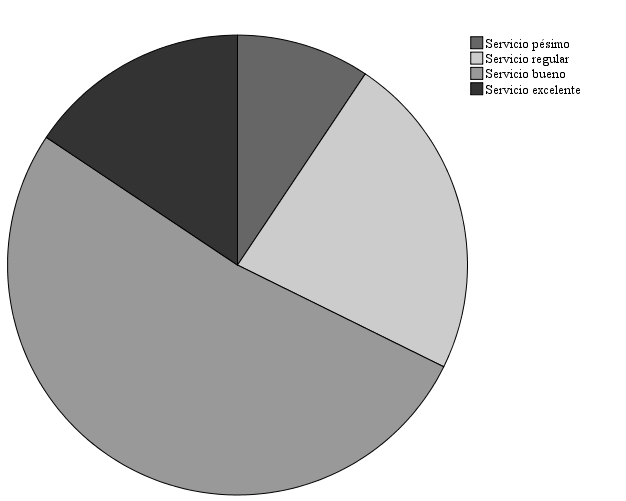 Servicio pésimo
Servicio regular
Servicio bueno
Servicio excelente